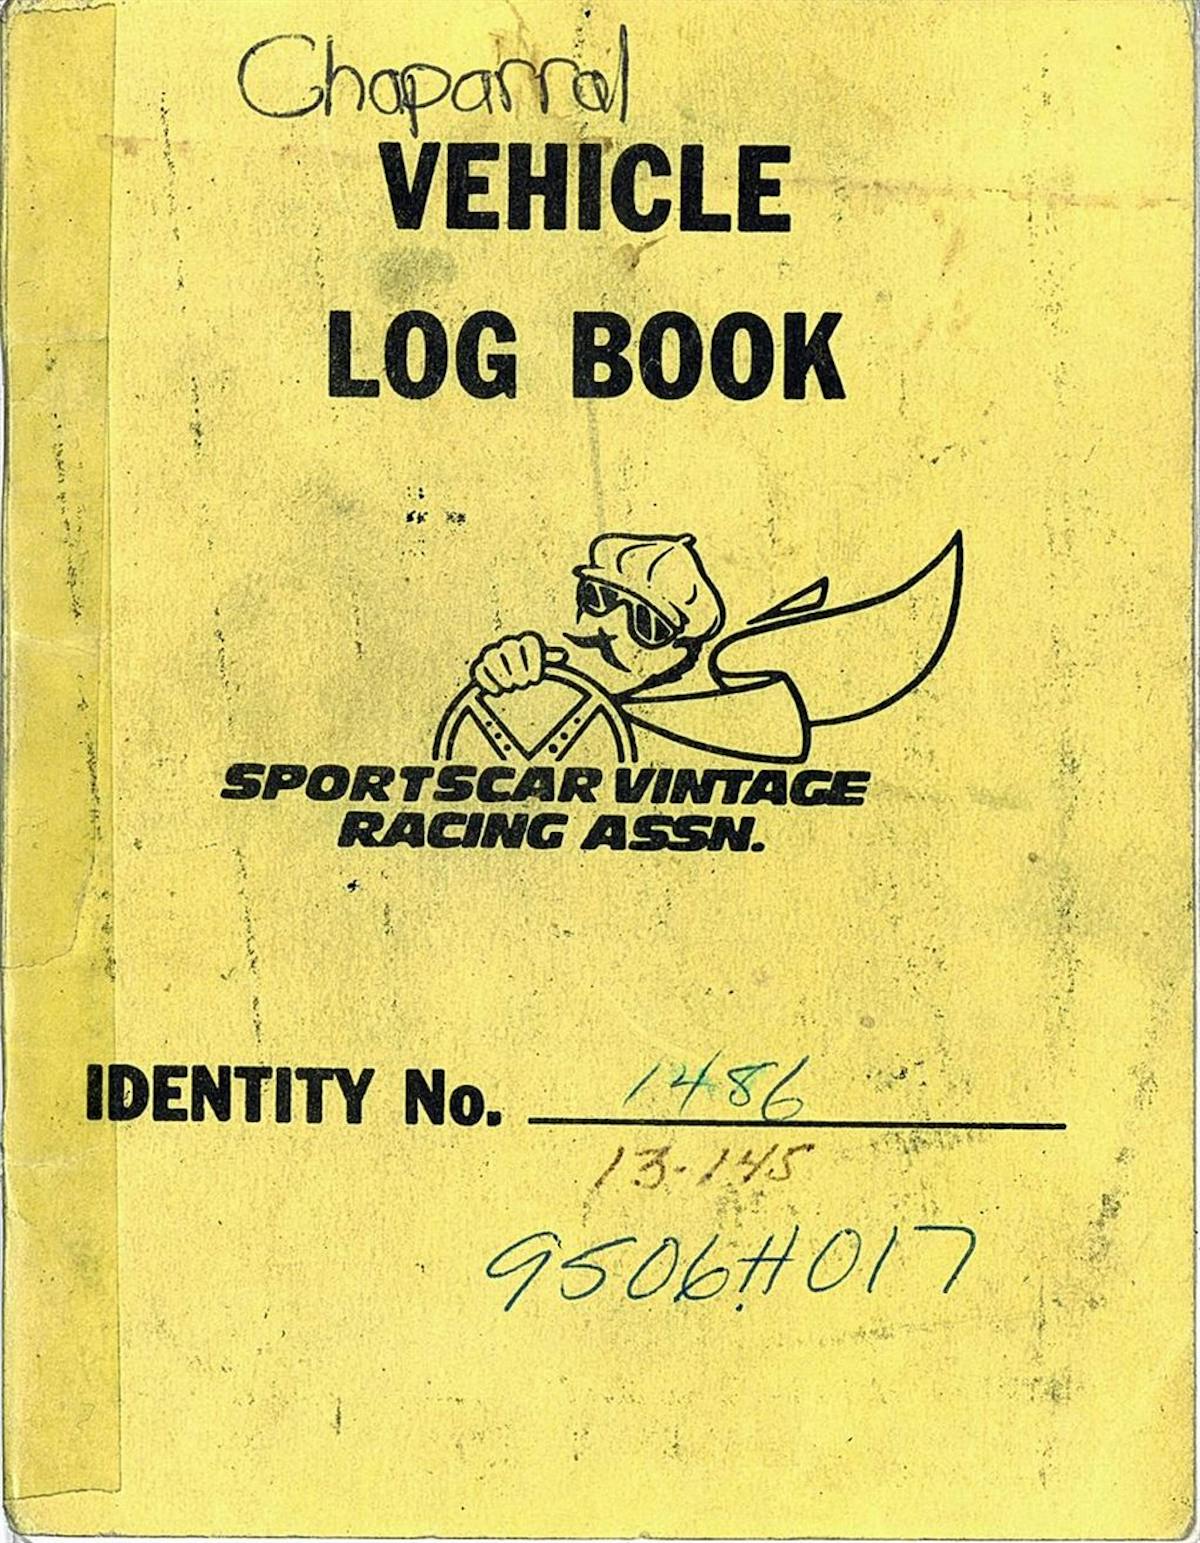 Chaparral
VEHICLE
LOG BOOK
SPORTSCAR VINTAGE
RACING ASSN.
IDENTITY No. 1486
13-145
9506H017